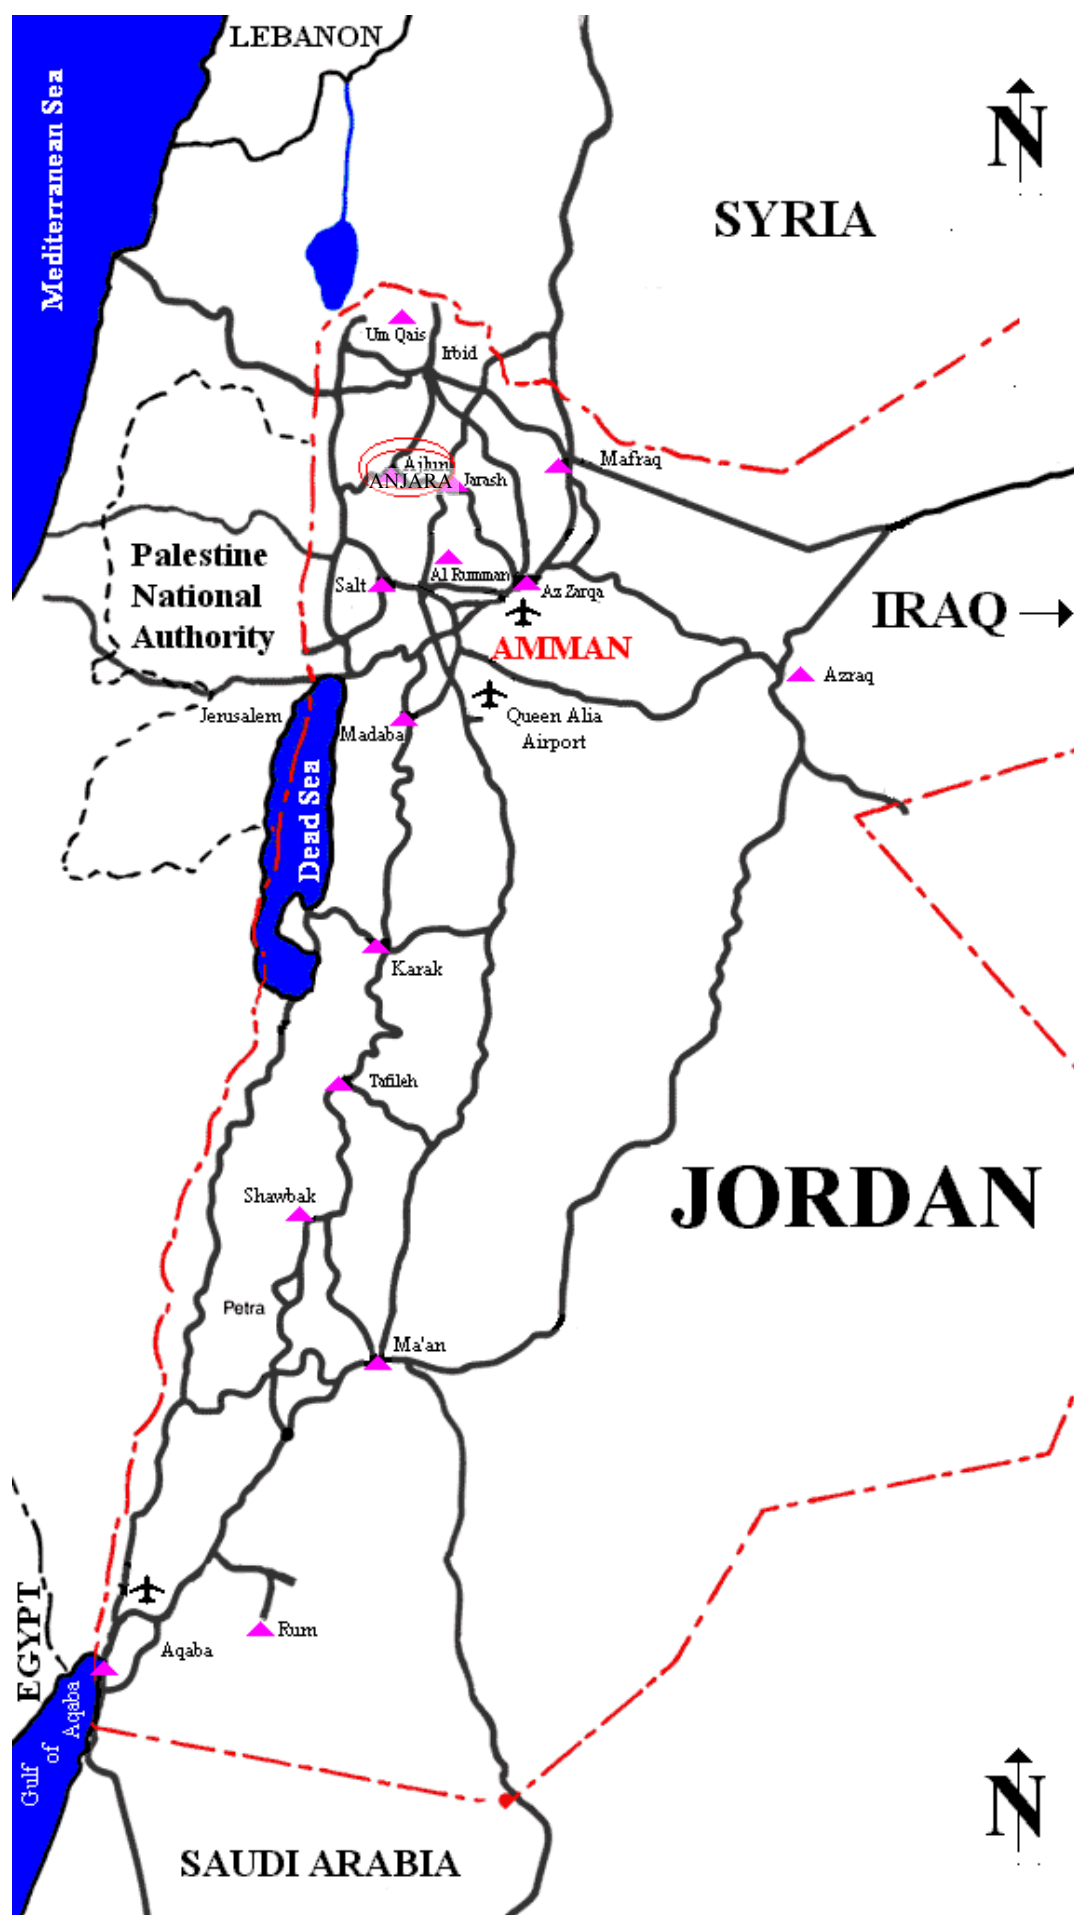 LEBANON
Mediterranean Sea
N
SYRIA
Um Qais
Irbid
Ajlun
ANJARA
Jarash
Mafraq
Palestine
National
Authority
Salt
Al Rumman
Az Zarqa
IRAQ
AMMAN
Azraq
Jerusalem
Madaba
Queen Alia
Airport
Dead Sea
Karak
Tafileh
JORDAN
Shawbak
Petra
Ma'an
EGYPT
Rum
Aqaba
Gulf
of
Aqaba
N
SAUDI ARABIA